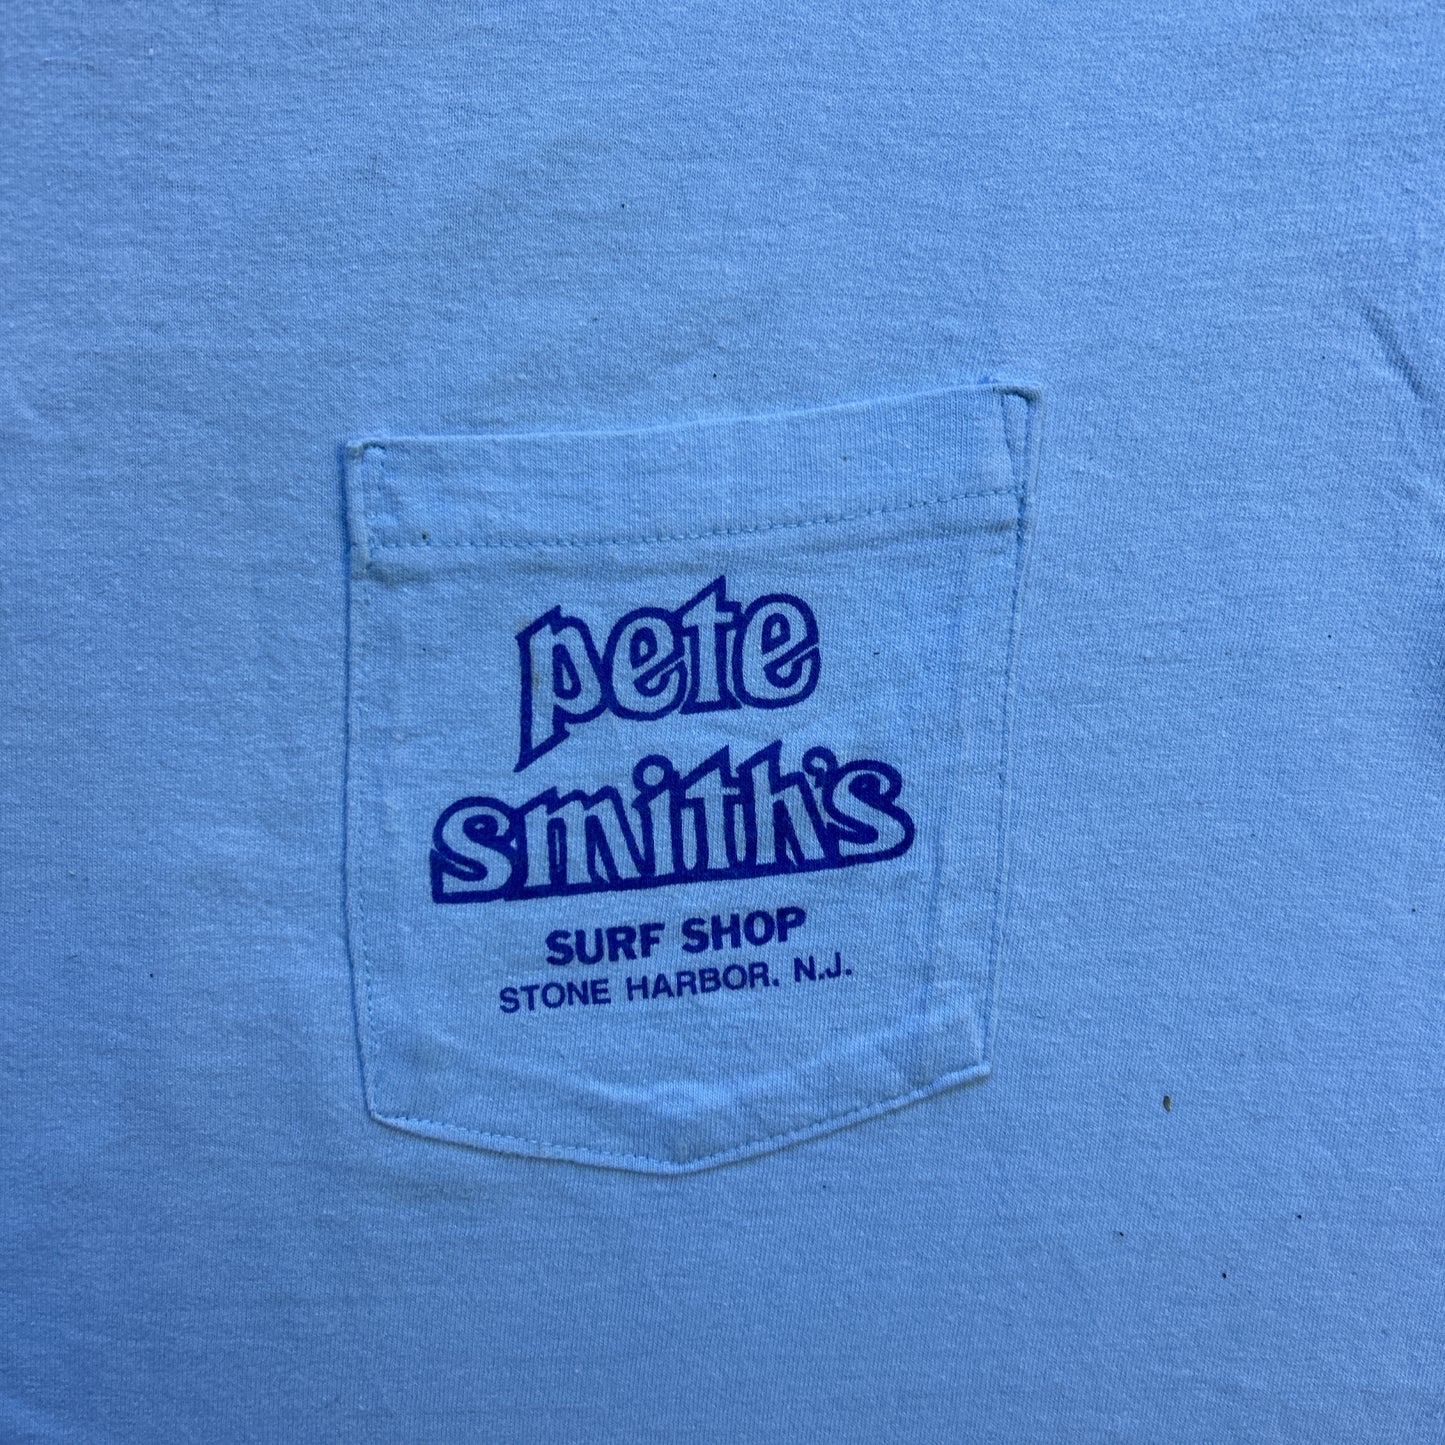 pete
smith's
SURF SHOP
STONE HARBOR, N.J.